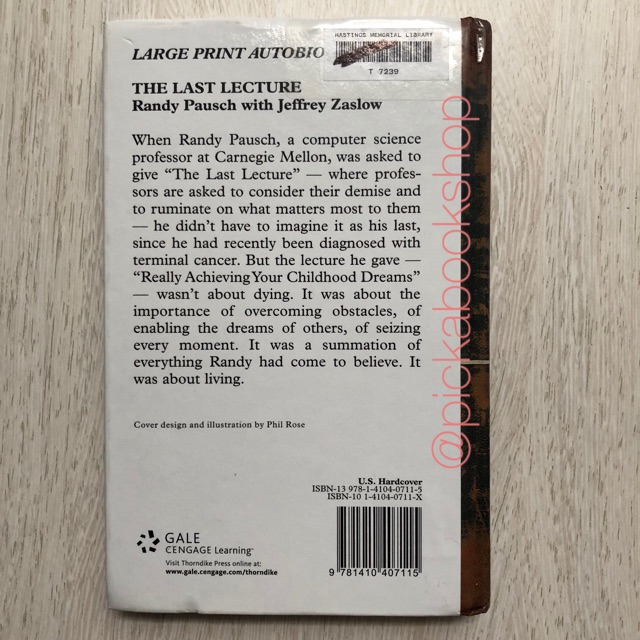 HASTINGS MEMORIAL LIBRARY
T 7239
LARGE PRINT AUTOBIO
THE LAST LECTURE
Randy Pausch with Jeffrey Zaslow
When Randy Pausch, a computer science
professor at Carnegie Mellon, was asked to
give “The Last Lecture” — where profes-
sors are asked to consider their demise and
to ruminate on what matters most to them
— he didn’t have to imagine it as his last,
since he had recently been diagnosed with
terminal cancer. But the lecture he gave —
“Really Achieving Your Childhood Dreams”
— wasn’t about dying. It was about the
importance of overcoming obstacles, of
enabling the dreams of others, of seizing
every moment. It was a summation of
everything Randy had come to believe. It
was about living.
Cover design and illustration by Phil Rose
U.S. Hardcover
ISBN-13 978-1-4104-0711-5
ISBN-10 1-4104-0711-X
GALE
CENGAGE Learning™
Visit Thorndike Press online at:
www.gale.cengage.com/thorndike
9 781410 407115
@pickabookshop